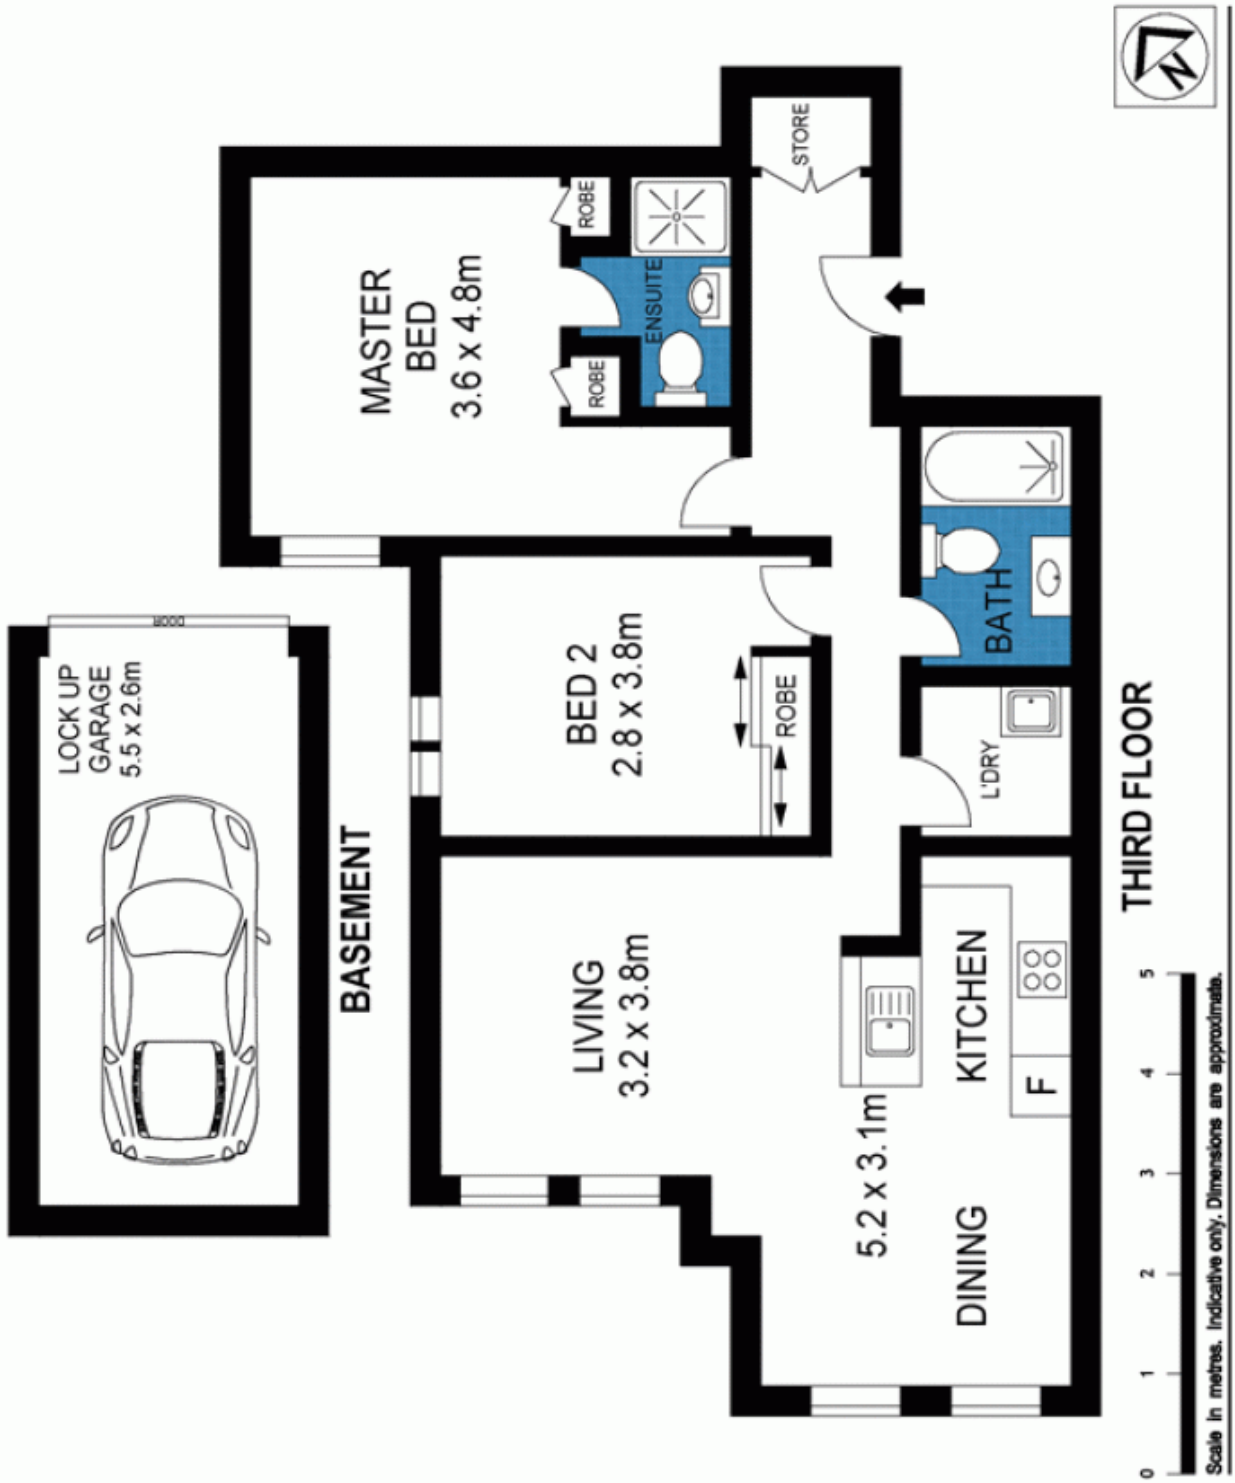 LOCK UP
GARAGE
5.5 x 2.6m
DOOR
BASEMENT
MASTER
BED
3.6 x 4.8m
ROBE
ROBE
ENSUITE
STORE
BED 2
2.8 x 3.8m
ROBE
BATH
L'DRY
LIVING
3.2 x 3.8m
KITCHEN
F
5.2 x 3.1m
DINING
THIRD FLOOR
N
0 1 2 3 4 5
Scale in metres. Indicative only. Dimensions are approximate.